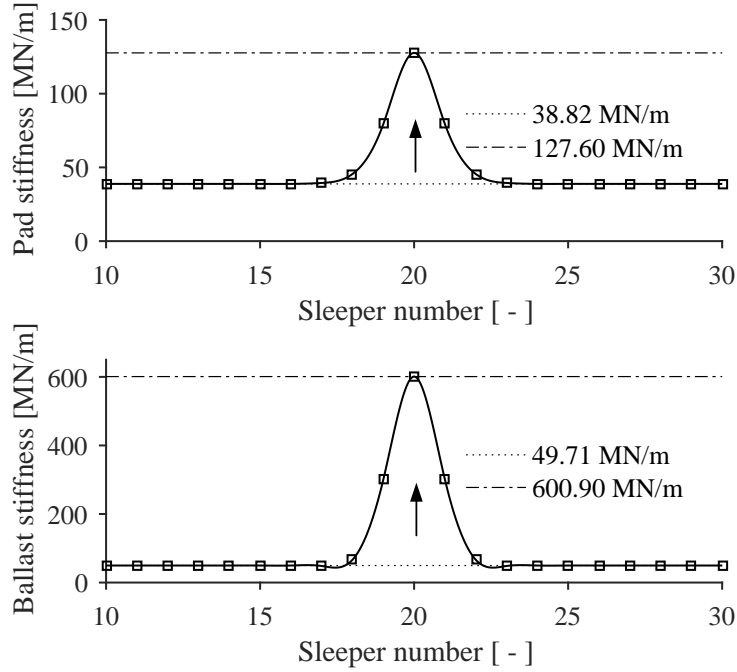 150
100
50
0
Pad stiffness [MN/m]
38.82 MN/m
127.60 MN/m
10 15 20 25 30
Sleeper number [ - ]
600
400
200
0
Ballast stiffness [MN/m]
49.71 MN/m
600.90 MN/m
10 15 20 25 30
Sleeper number [ - ]